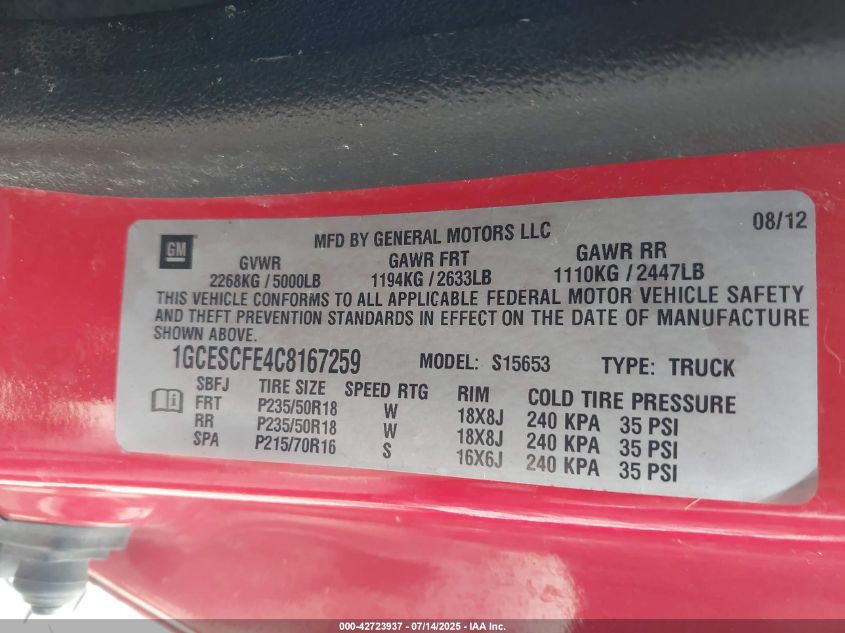 08/12
GM
MFD BY GENERAL MOTORS LLC
GVWR GAWR FRT GAWR RR
2268KG / 5000LB 1194KG / 2633LB 1110KG / 2447LB
THIS VEHICLE CONFORMS TO ALL APPLICABLE FEDERAL MOTOR VEHICLE SAFETY
AND THEFT PREVENTION STANDARDS IN EFFECT ON THE DATE OF MANUFACTURE
SHOWN ABOVE.
1GCESCFE4C8167259 MODEL: S15653 TYPE: TRUCK
SBFJ TIRE SIZE SPEED RTG RIM COLD TIRE PRESSURE
FRT P235/50R18 W 18X8J 240 KPA 35 PSI
RR P235/50R18 W 18X8J 240 KPA 35 PSI
SPA P215/70R16 S 16X6J 240 KPA 35 PSI
000-42723937 - 07/14/2025 - IAA Inc.